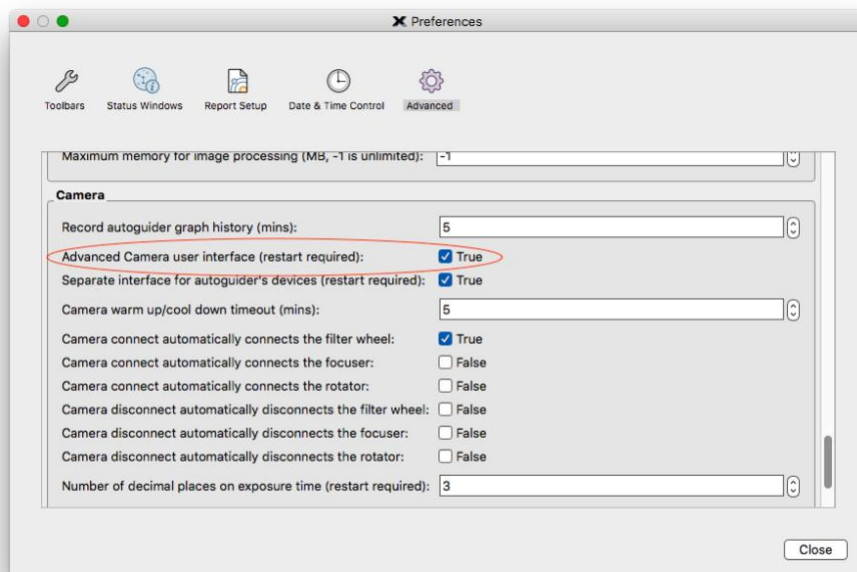 Preferences
Toolbars Status Windows Report Setup Date & Time Control Advanced
Maximum memory for image processing (MB, -1 is unlimited): -1
Camera
Record autoguider graph history (mins): 5
Advanced Camera user interface (restart required): True
Separate interface for autoguider's devices (restart required): True
Camera warm up/cool down timeout (mins): 5
Camera connect automatically connects the filter wheel: True
Camera connect automatically connects the focuser: False
Camera connect automatically connects the rotator: False
Camera disconnect automatically disconnects the filter wheel: False
Camera disconnect automatically disconnects the focuser: False
Camera disconnect automatically disconnects the rotator: False
Number of decimal places on exposure time (restart required): 3
Close